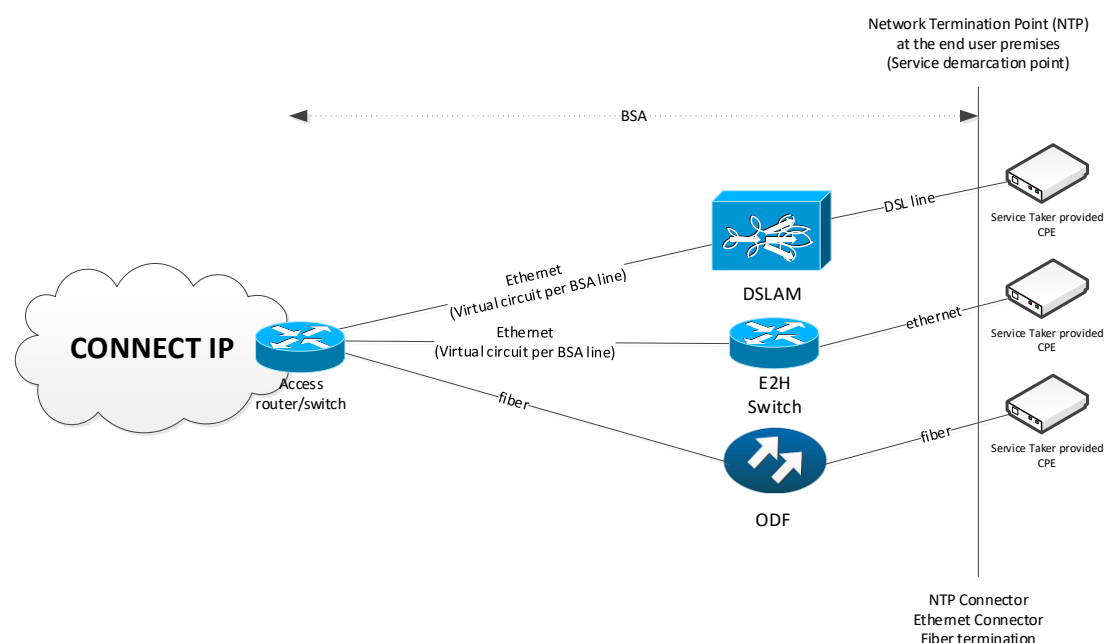 Network Termination Point (NTP)
at the end user premises
(Service demarcation point)
BSA
DSL line
Service Taker provided
CPE
Ethernet
(Virtual circuit per BSA line)
DSLAM
ethernet
Service Taker provided
CPE
Ethernet
(Virtual circuit per BSA line)
CONNECT IP
Access
router/switch
E2H
Switch
fiber
fiber
Service Taker provided
CPE
ODF
NTP Connector
Ethernet Connector
Fiber termination